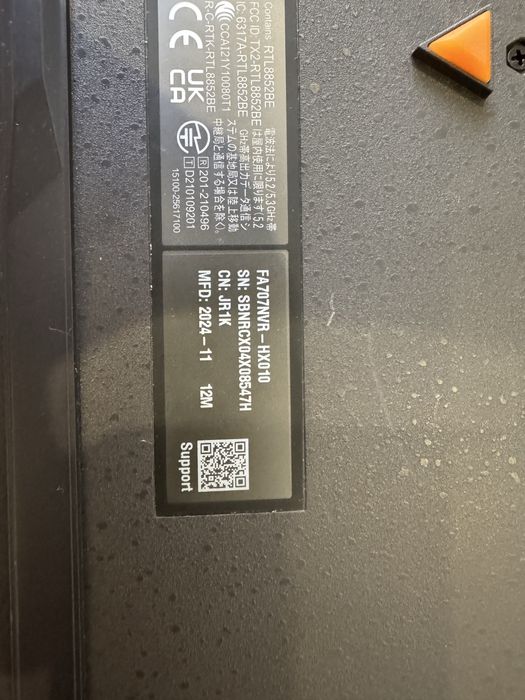 Contains: RTL8852BE
FCC ID: TX2-RTL8852BE
IC: 6317A-RTL8852BE
CCAI21Y10080T1
R-C-RTK-RTL8852BE
CE UK CA
電波法により5.2/5.3GHz帯
は屋内使用に限ります(5.2
GHz帯高出力データ通信シ
ステムの基地局又は陸上移動
中継局と通信する場合を除く)。
R 201-210496
T D210109201
15100-25617100
FA707NVR-HX010
SN: SBNRCX04X08547H
CN: JR1K
MFD: 2024-11 12M
Support